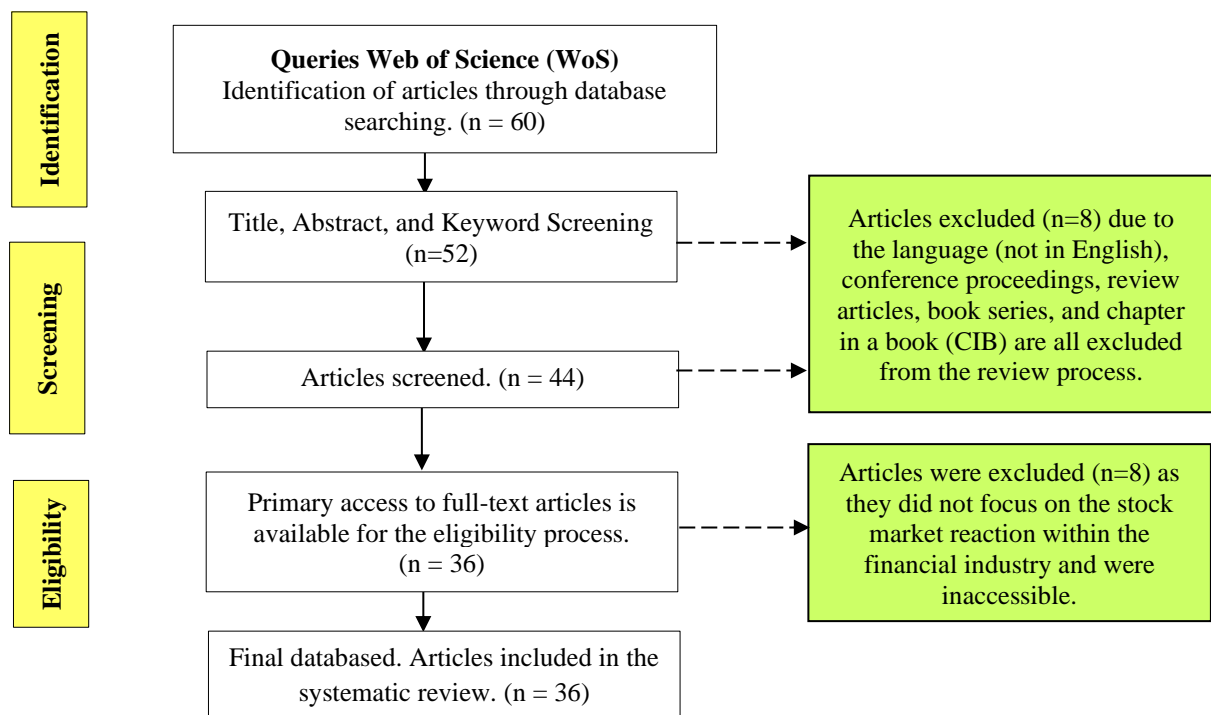 Identification
Queries Web of Science (WoS)
Identification of articles through database
searching. (n = 60)
Title, Abstract, and Keyword Screening
(n=52)
Articles excluded (n=8) due to
the language (not in English),
conference proceedings, review
articles, book series, and chapter
in a book (CIB) are all excluded
from the review process.
Screening
Articles screened. (n = 44)
Eligibility
Primary access to full-text articles is
available for the eligibility process.
(n = 36)
Articles were excluded (n=8) as
they did not focus on the stock
market reaction within the
financial industry and were
inaccessible.
Final databased. Articles included in the
systematic review. (n = 36)